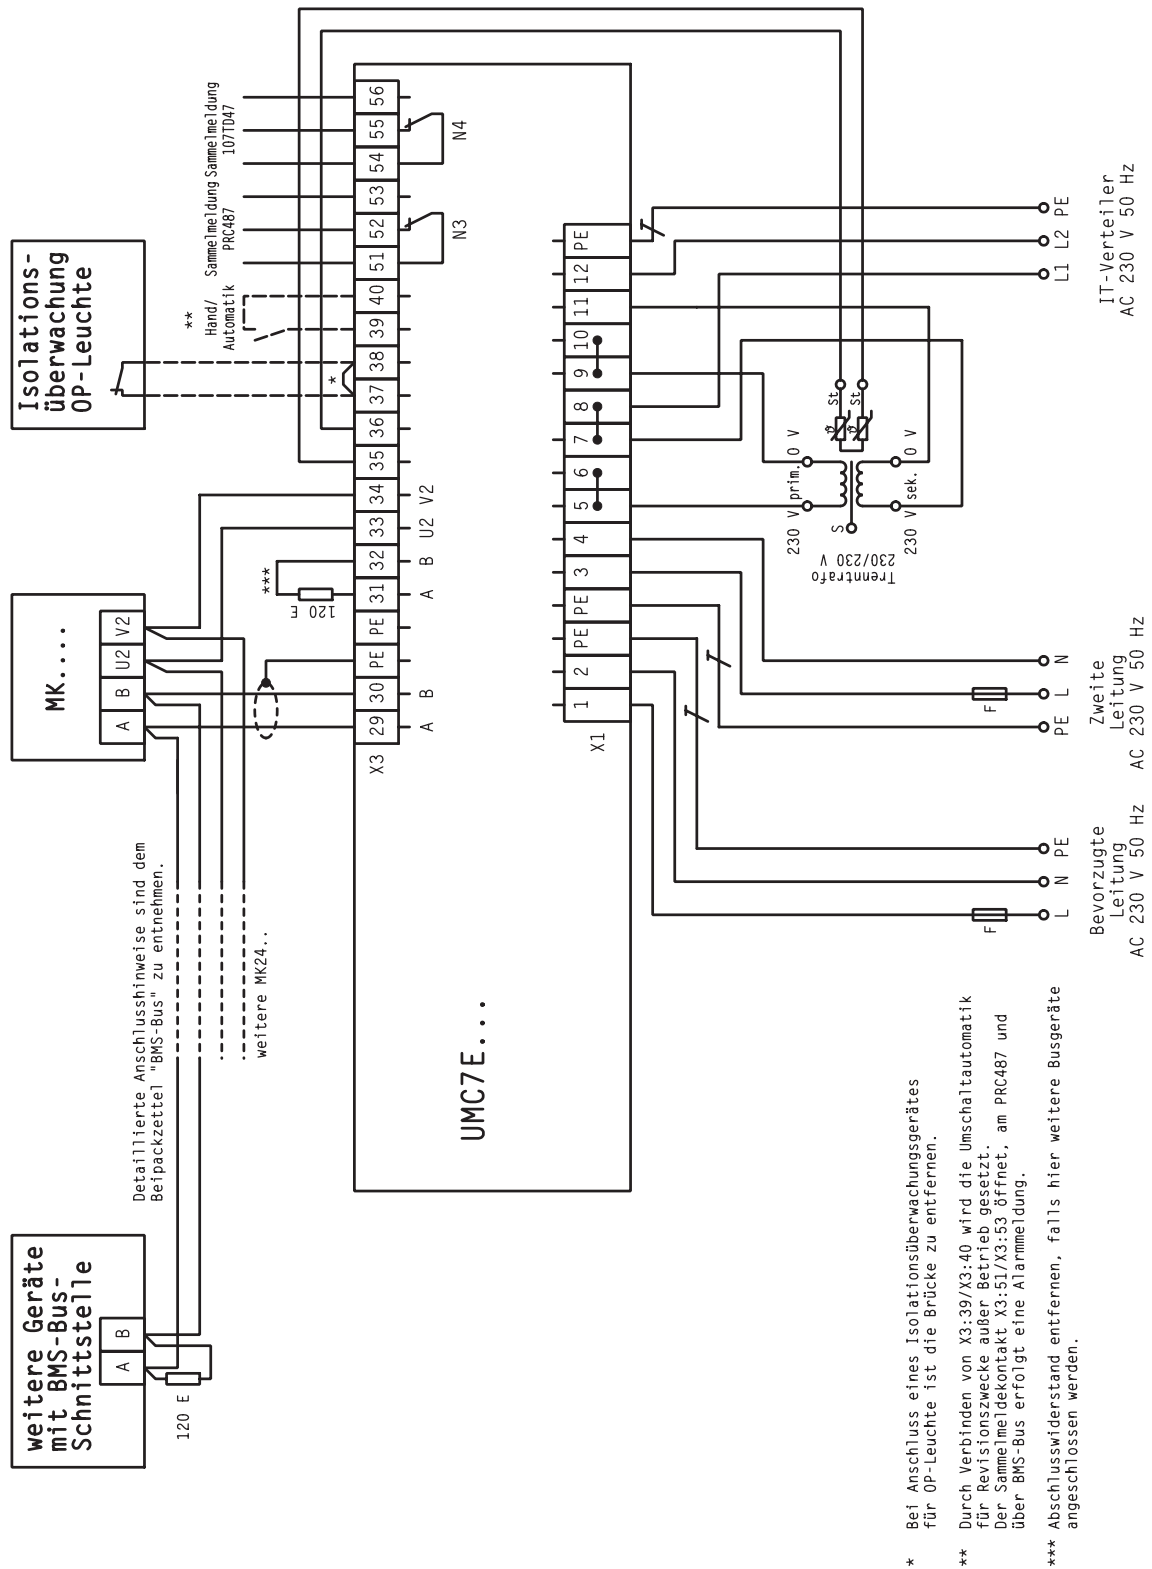 weitere Geräte
mit BMS-Bus-
Schnittstelle
A
B
120 E
Detaillierte Anschlusshinweise sind dem
Beipackzettel "BMS-Bus" zu entnehmen.
weitere MK24..
MK....
A
B
U2
V2
Isolations-
überwachung
OP-Leuchte
***
120 E
*
**
Hand/
Automatik
Sammelmeldung
PRC487
Sammelmeldung
107TD47
X3
29
30
PE
PE
31
32
33
34
35
36
37
38
39
40
51
52
53
54
55
56
A
B
A
B
U2
V2
N3
N4
UMC7E...
X1
1
2
PE
PE
3
4
5
6
7
8
9
10
11
12
PE
Trenntrafo
230/230 V
S
230 V prim. 0 V
230 V sek. 0 V
ϑ
St
ϑ
St
F
L
N
PE
Bevorzugte
Leitung
AC 230 V 50 Hz
F
PE
L
N
Zweite
Leitung
AC 230 V 50 Hz
L1
L2
PE
IT-Verteiler
AC 230 V 50 Hz
* Bei Anschluss eines Isolationsüberwachungsgerätes
für OP-Leuchte ist die Brücke zu entfernen.
** Durch Verbinden von X3:39/X3:40 wird die Umschaltautomatik
für Revisionszwecke außer Betrieb gesetzt.
Der Sammelmeldekontakt X3:51/X3:53 öffnet, am PRC487 und
über BMS-Bus erfolgt eine Alarmmeldung.
*** Abschlusswiderstand entfernen, falls hier weitere Busgeräte
angeschlossen werden.